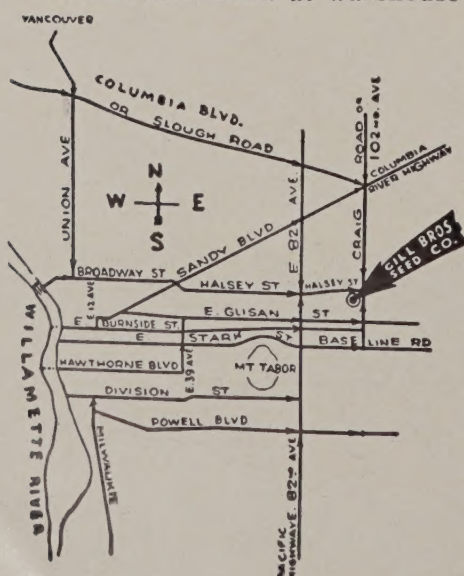 VANCOUVER
COLUMBIA BLVD.
OR SLOUGH ROAD
UNION AVE
N
W E
S
SANDY BLVD
E 82ND AVE.
CRAIG ROAD OR
102ND. AVE
COLUMBIA
RIVER HIGHWAY
GILL BROS.
SEED CO.
BROADWAY ST
HALSEY ST
HALSEY ST
E 12 AVE
E. GLISAN ST
E. BURNSIDE ST.
E STARK ST
BASE LINE RD
HAWTHORNE BLVD
E. 39 AVE
MT TABOR
DIVISION ST
POWELL BLVD
WILLAMETTE RIVER
MILWAUKIE
PACIFIC
HIGHWAY. 82ND AVE